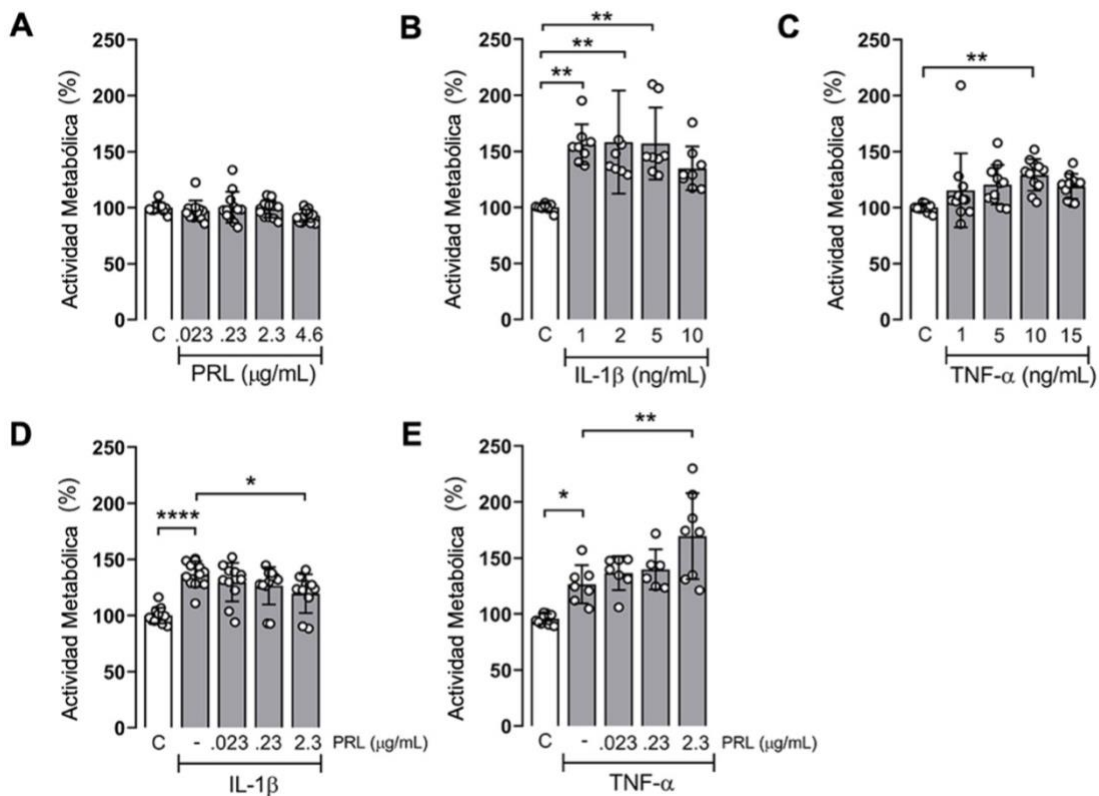 A
250
200
150
100
50
0
Actividad Metabólica (%)
C .023 .23 2.3 4.6
PRL (μg/mL)
B
**
**
**
250
200
150
100
50
0
Actividad Metabólica (%)
C 1 2 5 10
IL-1β (ng/mL)
C
**
250
200
150
100
50
0
Actividad Metabólica (%)
C 1 5 10 15
TNF-α (ng/mL)
D
*
****
250
200
150
100
50
0
Actividad Metabólica (%)
C - .023 .23 2.3 PRL (μg/mL)
IL-1β
E
**
*
250
200
150
100
50
0
Actividad Metabólica (%)
C - .023 .23 2.3 PRL (μg/mL)
TNF-α